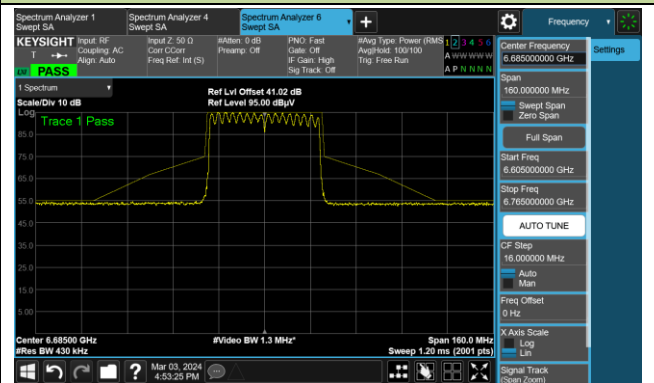 Spectrum Analyzer 1
Swept SA
Spectrum Analyzer 4
Swept SA
Spectrum Analyzer 6
Swept SA
Frequency
KEYSIGHT
Input: RF
Coupling: AC
Align: Auto
Input Z: 50 Ω
Corr CCorr
Freq Ref: Int (S)
#Atten: 0 dB
Preamp: Off
PNO: Fast
Gate: Off
IF Gain: High
Sig Track: Off
#Avg Type: Power (RMS
Avg|Hold: 100/100
Trig: Free Run
1 2 3 4 5 6
A W W W W W
A P N N N N
T
PASS
1 Spectrum
Scale/Div 10 dB
Ref Lvl Offset 41.02 dB
Ref Level 95.00 dBµV
Log
Trace 1 Pass
85.0
75.0
65.0
55.0
45.0
35.0
25.0
15.0
5.00
Center 6.68500 GHz
#Res BW 430 kHz
#Video BW 1.3 MHz*
Span 160.0 MHz
Sweep 1.20 ms (2001 pts)
Mar 03, 2024
4:53:25 PM
Center Frequency
6.685000000 GHz
Settings
Span
160.000000 MHz
Swept Span
Zero Span
Full Span
Start Freq
6.605000000 GHz
Stop Freq
6.765000000 GHz
AUTO TUNE
CF Step
16.000000 MHz
Auto
Man
Freq Offset
0 Hz
X Axis Scale
Log
Lin
Signal Track
(Span Zoom)